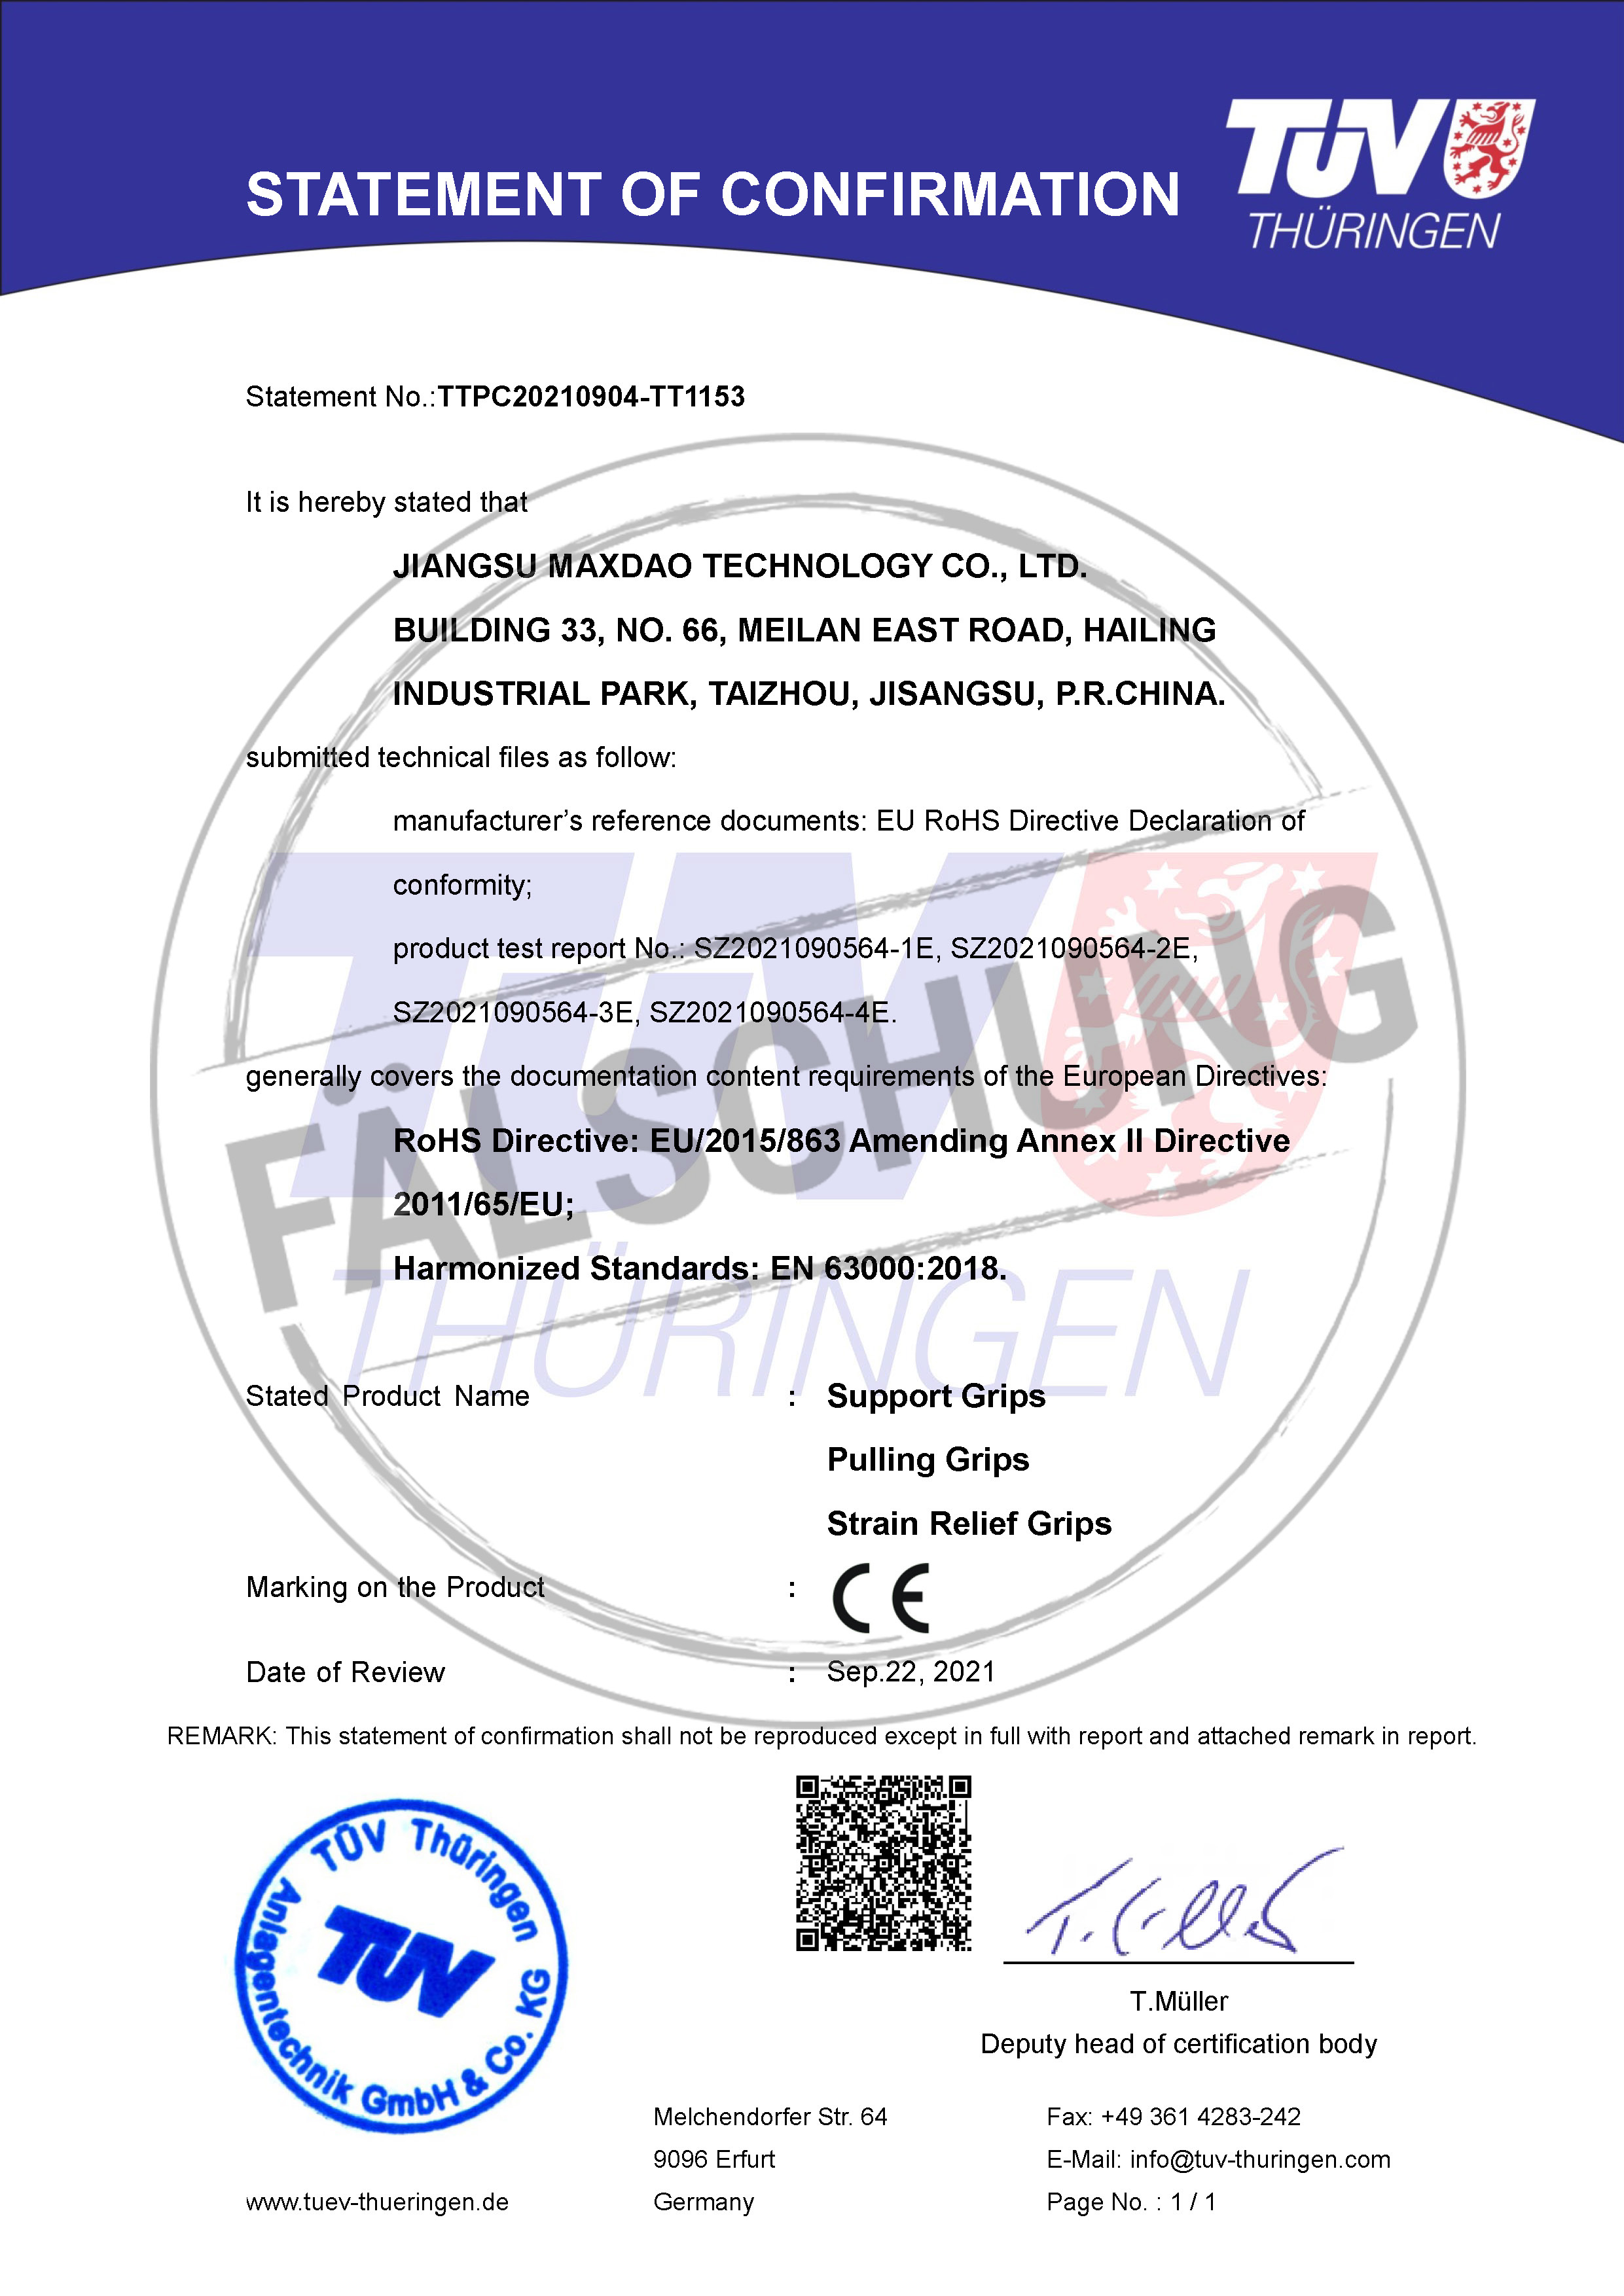 STATEMENT OF CONFIRMATION
TÜV
THÜRINGEN
Statement No.:TTPC20210904-TT1153
It is hereby stated that
JIANGSU MAXDAO TECHNOLOGY CO., LTD.
BUILDING 33, NO. 66, MEILAN EAST ROAD, HAILING
INDUSTRIAL PARK, TAIZHOU, JISANGSU, P.R.CHINA.
submitted technical files as follow:
manufacturer’s reference documents: EU RoHS Directive Declaration of
conformity;
product test report No.: SZ2021090564-1E, SZ2021090564-2E,
SZ2021090564-3E, SZ2021090564-4E.
generally covers the documentation content requirements of the European Directives:
RoHS Directive: EU/2015/863 Amending Annex II Directive
2011/65/EU;
Harmonized Standards: EN 63000:2018.
TÜV
THÜRINGEN
FÄLSCHUNG
Stated Product Name : Support Grips
Pulling Grips
Strain Relief Grips
Marking on the Product : CE
Date of Review : Sep.22, 2021
REMARK: This statement of confirmation shall not be reproduced except in full with report and attached remark in report.
TÜV Thüringen
Anlagentechnik GmbH & Co. KG
TÜV
T.Müller
Deputy head of certification body
Melchendorfer Str. 64 Fax: +49 361 4283-242
9096 Erfurt E-Mail: info@tuv-thuringen.com
www.tuev-thueringen.de Germany Page No. : 1 / 1